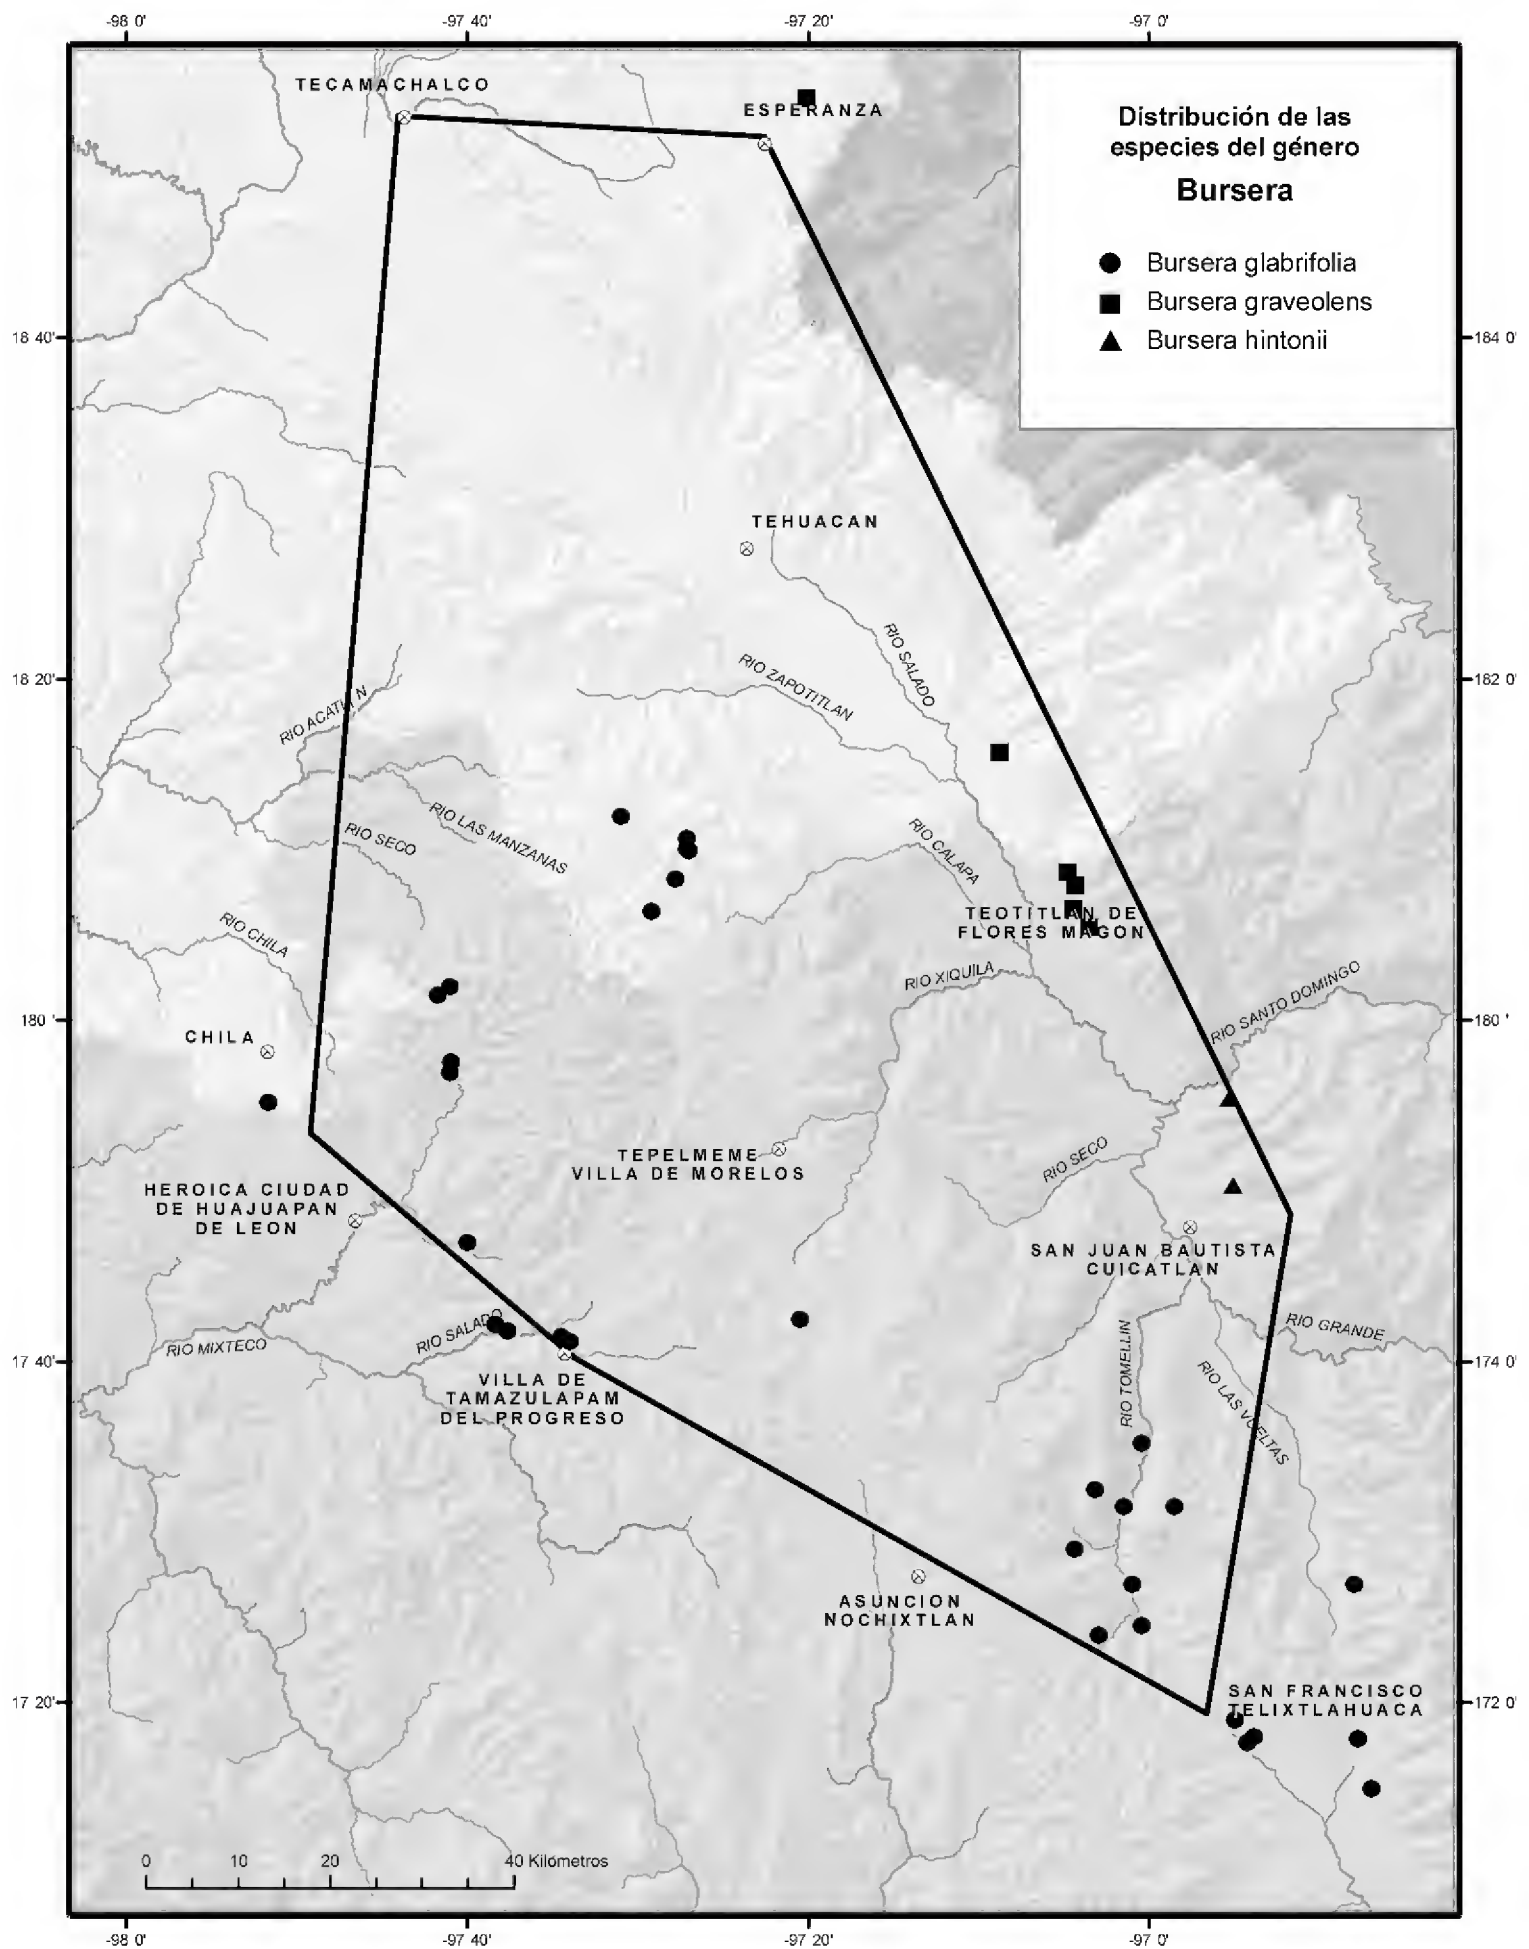 -98 0'
-97 40'
-97 20'
-97 0'
TECAMACHALCO
ESPERANZA
Distribución de las
especies del género
Bursera
Bursera glabrifolia
Bursera graveolens
Bursera hintonii
18 40'
184 0'
TEHUACAN
RIO SALADO
RIO ZAPOTITLAN
18 20'
182 0'
RIO ACATL N
RIO LAS MANZANAS
RIO SECO
RIO CALAPA
TEOTITLAN DE
FLORES MAGON
RIO CHILA
RIO XIQUILA
RIO SANTO DOMINGO
180 '
180 '
CHILA
TEPELMEME
VILLA DE MORELOS
RIO SECO
HEROICA CIUDAD
DE HUAJUAPAN
DE LEON
SAN JUAN BAUTISTA
CUICATLAN
RIO MIXTECO
RIO SALADO
RIO GRANDE
17 40'
174 0'
RIO TOMELLIN
RIO LAS VUELTAS
VILLA DE
TAMAZULAPAM
DEL PROGRESO
ASUNCION
NOCHIXTLAN
17 20'
172 0'
SAN FRANCISCO
TELIXTLAHUACA
0
10
20
40 Kilómetros
-98 0'
-97 40'
-97 20'
-97 0'